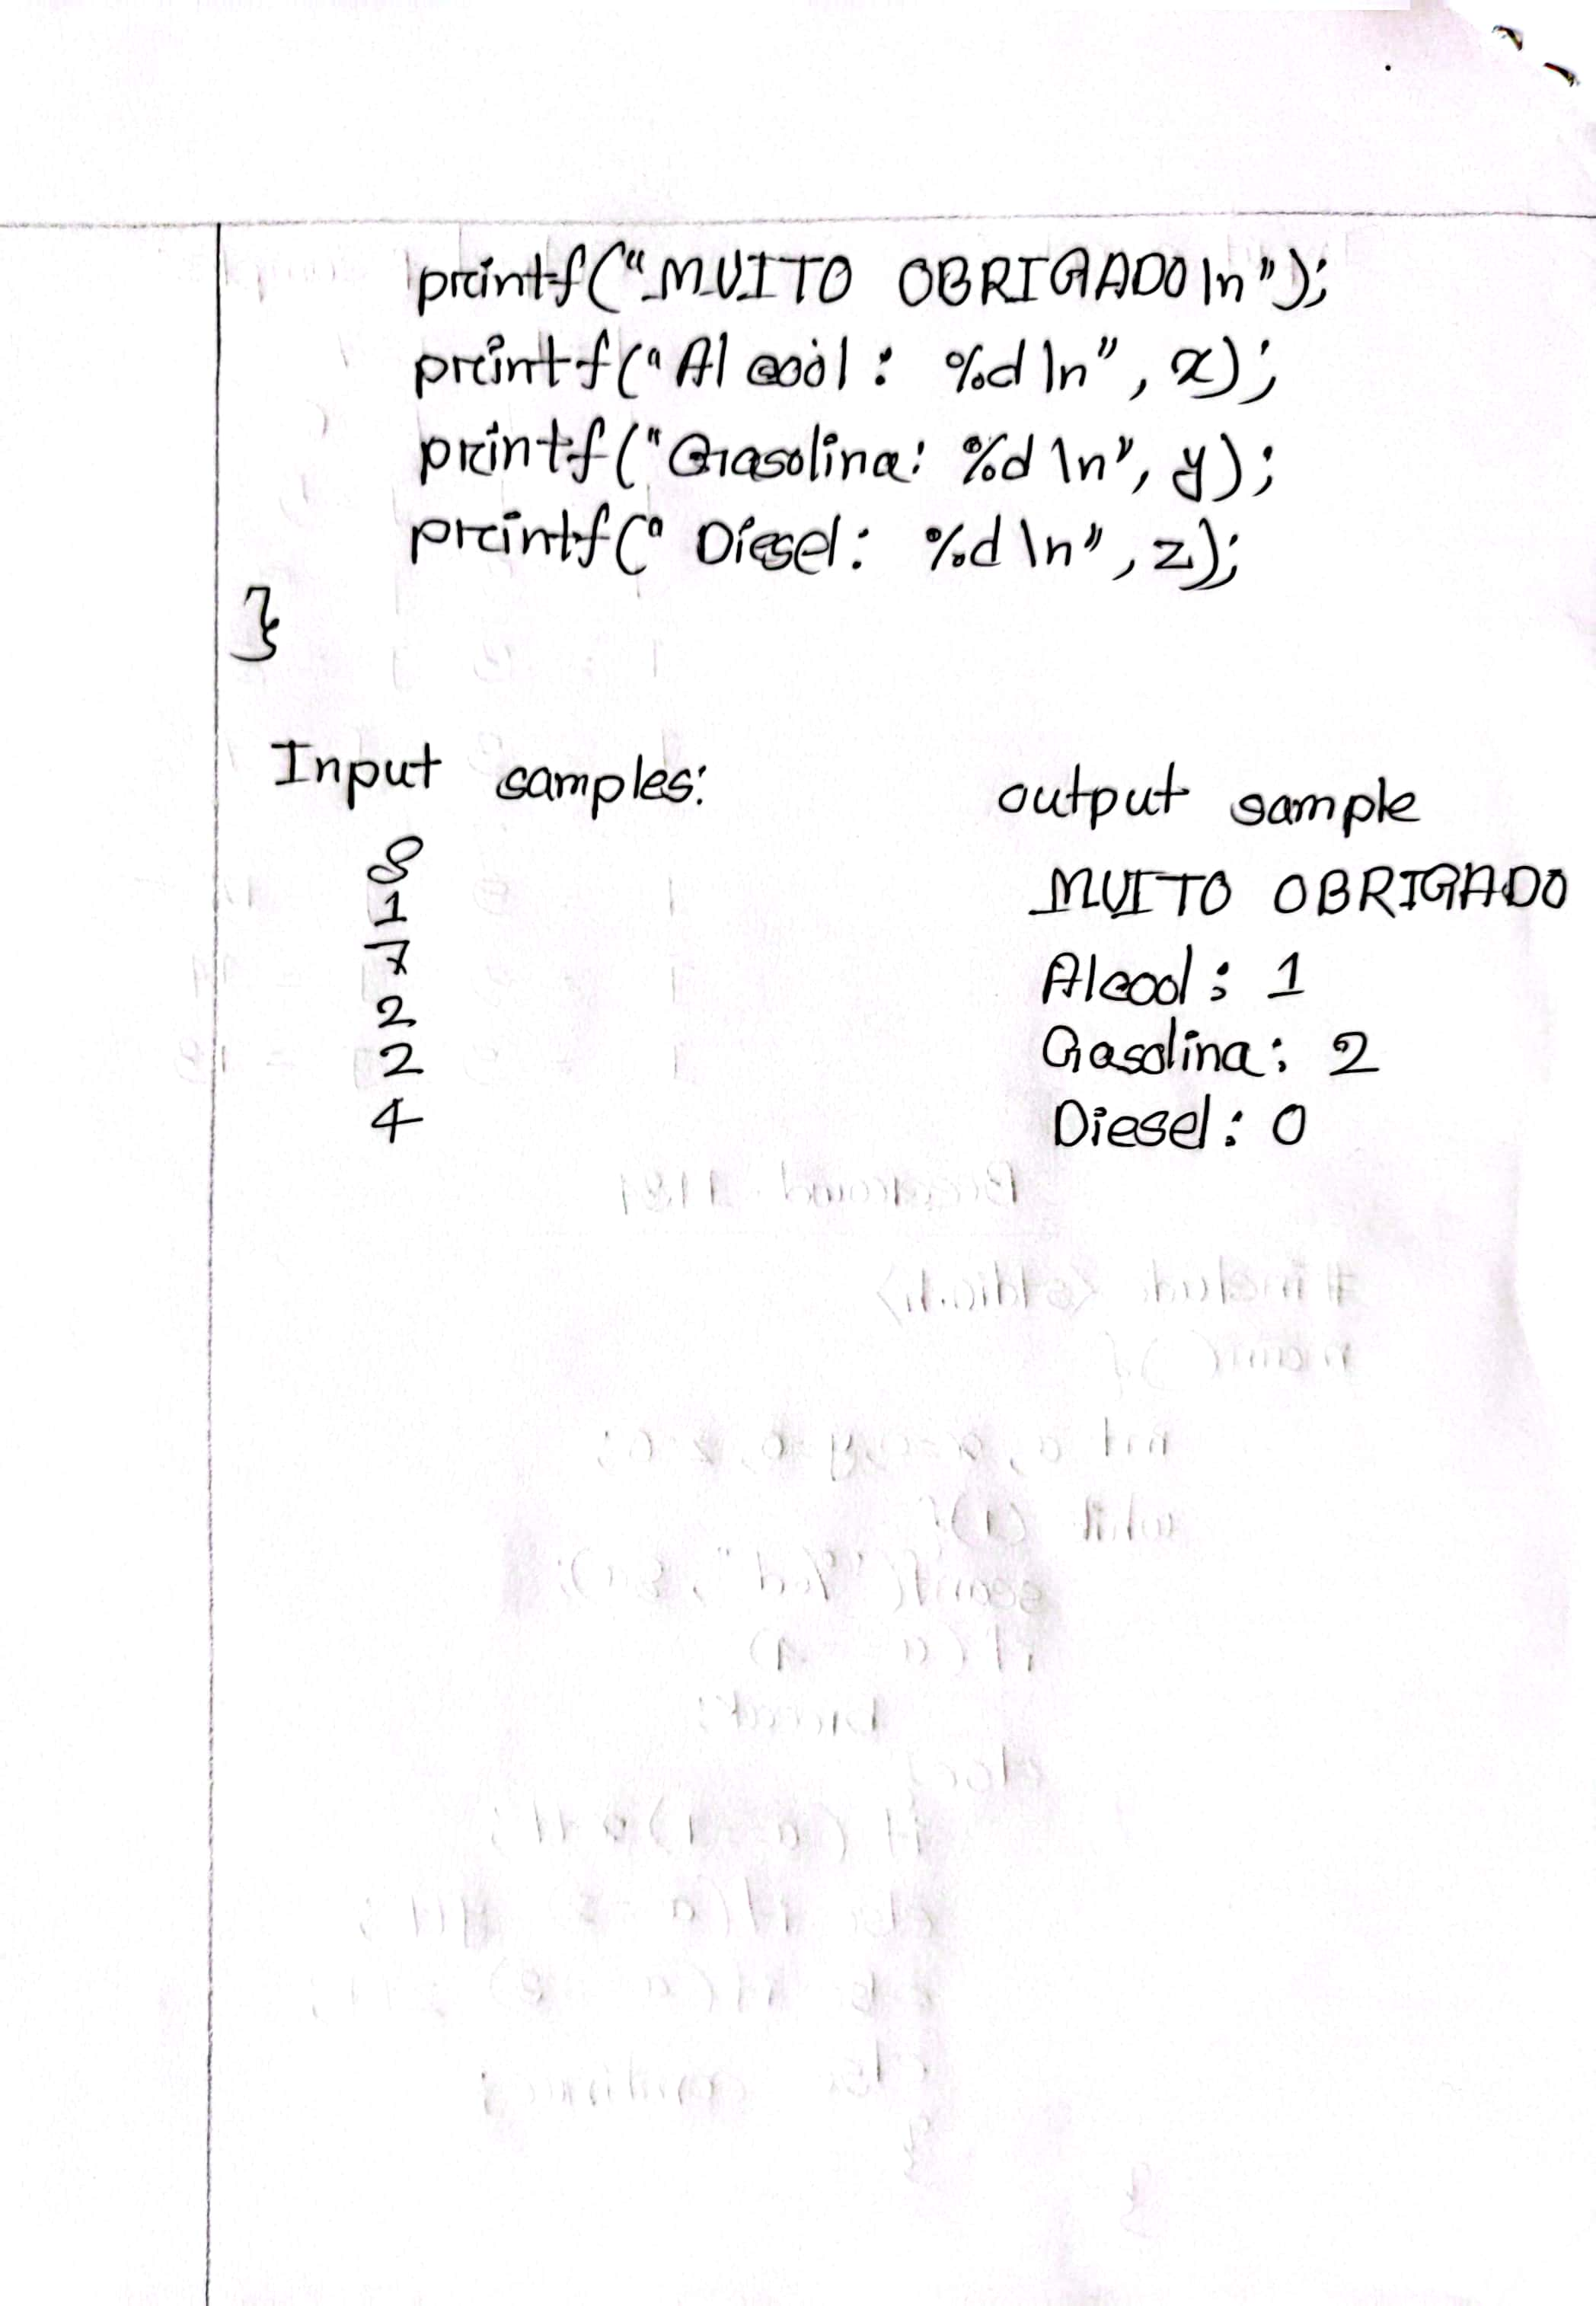 printf("MUITO OBRIGADO\n");
printf("Alcool: %d\n", x);
printf("Gasolina: %d\n", y);
printf("Diesel: %d\n", z);
}
Input samples:
8
1
7
2
2
4
output sample
MUITO OBRIGADO
Alcool: 1
Gasolina: 2
Diesel: 0